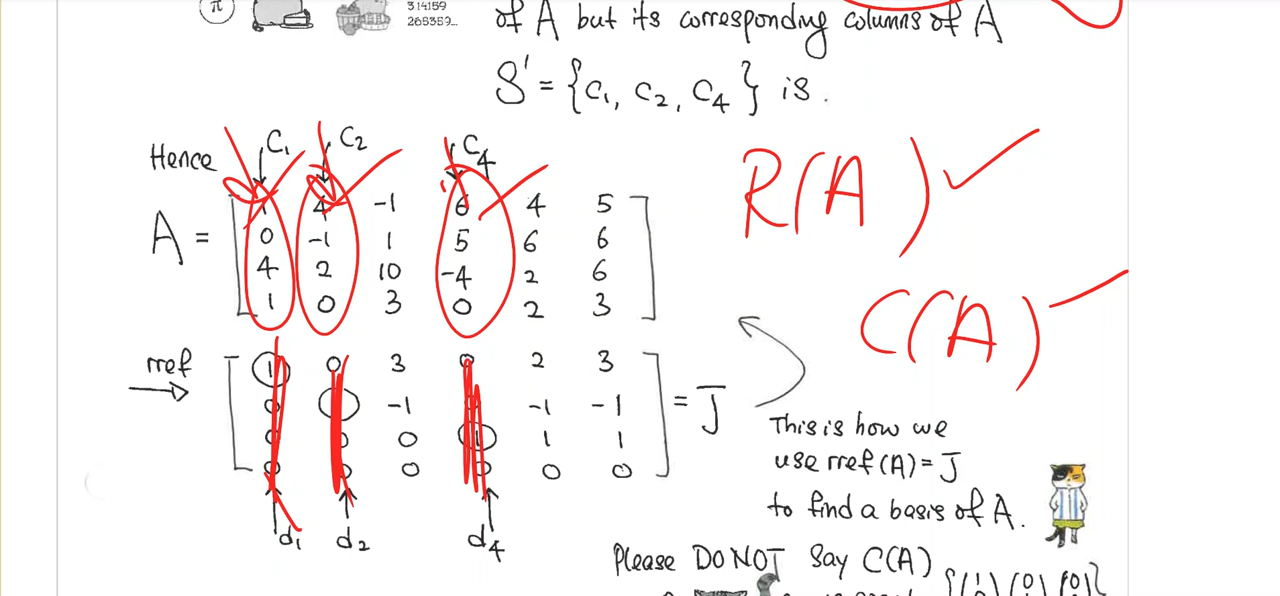 π
314159
265359...
of A but its corresponding columns of A
S' = {C₁, C₂, C₄} is.
Hence C₁ C₂ C₄
R(A) ✓
A = [ 1 4 -1 6 4 5 ]
0 -1 1 5 6 6
4 2 10 -4 2 6
1 0 3 0 2 3
C(A) ✓
rref → [ 1 0 3 0 2 3 ] = J
0 -1 -1 -1
0 0 0 1 1 1
0 0 0 0 0 0
d₁ d₂ d₄
This is how we
use rref(A) = J
to find a basis of A.
Please DO NOT say C(A)